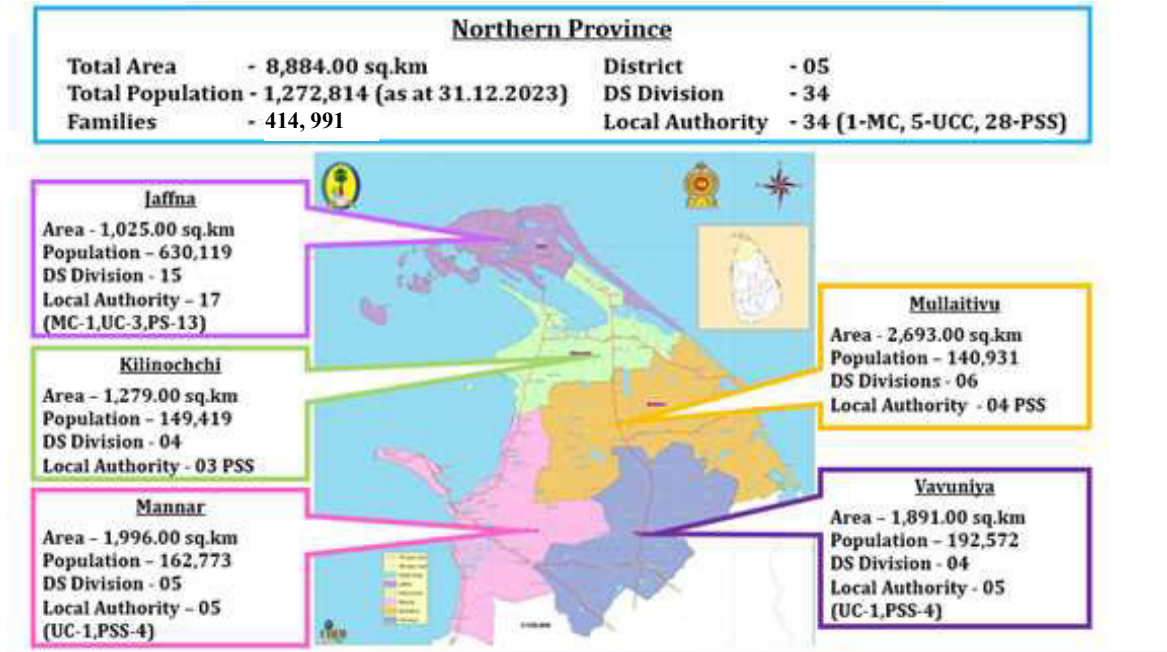 Northern Province
Total Area - 8,884.00 sq.km
Total Population - 1,272,814 (as at 31.12.2023)
Families - 414, 991
District - 05
DS Division - 34
Local Authority - 34 (1-MC, 5-UCC, 28-PSS)
Jaffna
Area - 1,025.00 sq.km
Population – 630,119
DS Division - 15
Local Authority – 17
(MC-1,UC-3,PS-13)
Kilinochchi
Area – 1,279.00 sq.km
Population – 149,419
DS Division - 04
Local Authority - 03 PSS
Mannar
Area – 1,996.00 sq.km
Population – 162,773
DS Division - 05
Local Authority – 05
(UC-1,PSS-4)
Mullaitivu
Area - 2,693.00 sq.km
Population – 140,931
DS Divisions - 06
Local Authority - 04 PSS
Vavuniya
Area – 1,891.00 sq.km
Population – 192,572
DS Division - 04
Local Authority - 05
(UC-1,PSS-4)